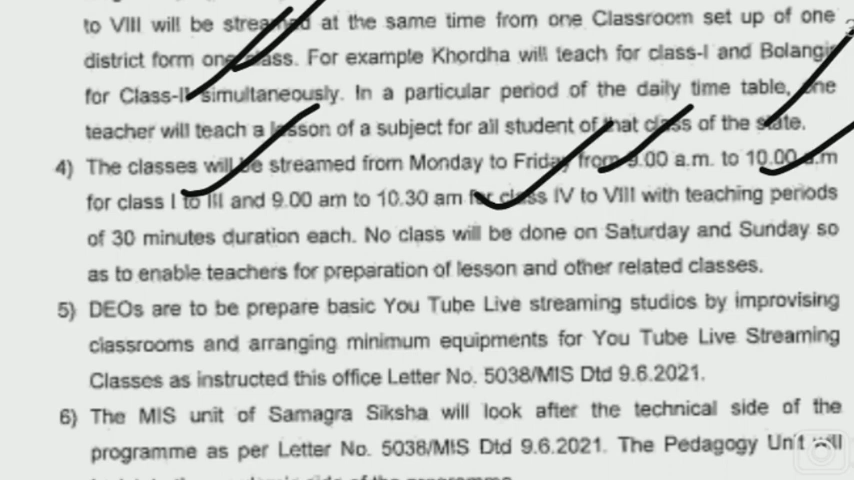 to VIII will be streamed at the same time from one Classroom set up of one
district form one class. For example Khordha will teach for class-I and Bolangir
for Class-II simultaneously. In a particular period of the daily time table, one
teacher will teach a lesson of a subject for all student of that class of the state.
4) The classes will be streamed from Monday to Friday from 9.00 a.m. to 10.00 a.m
for class I to III and 9.00 am to 10.30 am for class IV to VIII with teaching periods
of 30 minutes duration each. No class will be done on Saturday and Sunday so
as to enable teachers for preparation of lesson and other related classes.
5) DEOs are to be prepare basic You Tube Live streaming studios by improvising
classrooms and arranging minimum equipments for You Tube Live Streaming
Classes as instructed this office Letter No. 5038/MIS Dtd 9.6.2021.
6) The MIS unit of Samagra Siksha will look after the technical side of the
programme as per Letter No. 5038/MIS Dtd 9.6.2021. The Pedagogy Unit will